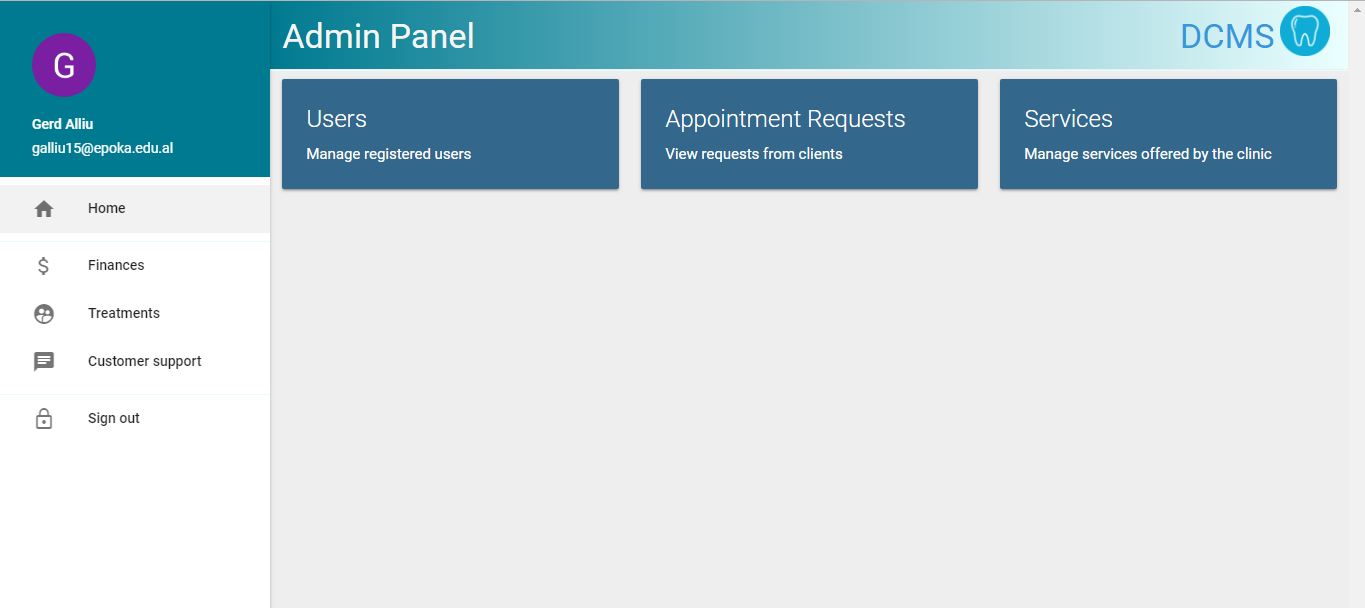 Admin Panel
DCMS
G
Gerd Alliu
galliu15@epoka.edu.al
Home
Finances
Treatments
Customer support
Sign out
Users
Manage registered users
Appointment Requests
View requests from clients
Services
Manage services offered by the clinic